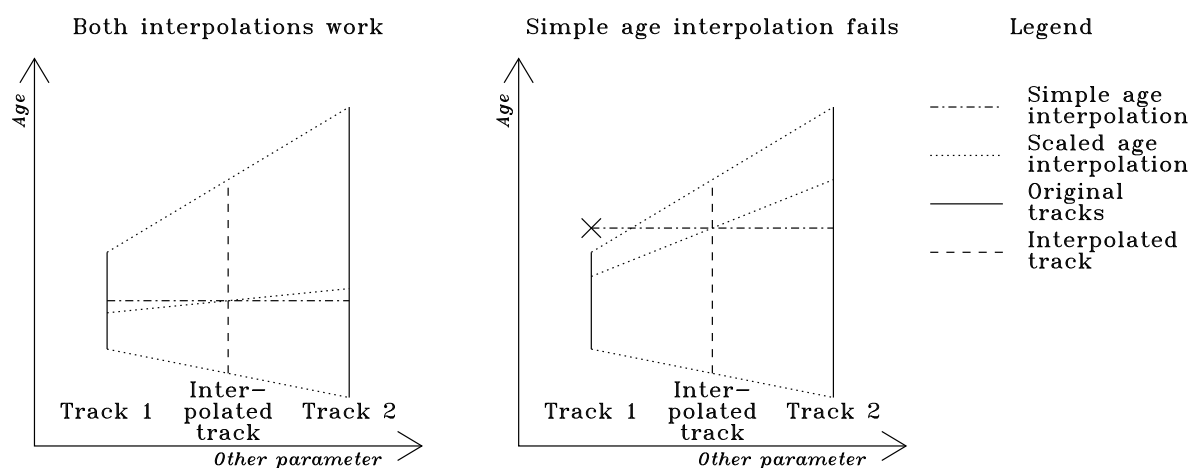 Both interpolations work
Age
Track 1
Inter-
polated
track
Track 2
Other parameter
Simple age interpolation fails
Age
Track 1
Inter-
polated
track
Track 2
Other parameter
Legend
Simple age
interpolation
Scaled age
interpolation
Original
tracks
Interpolated
track